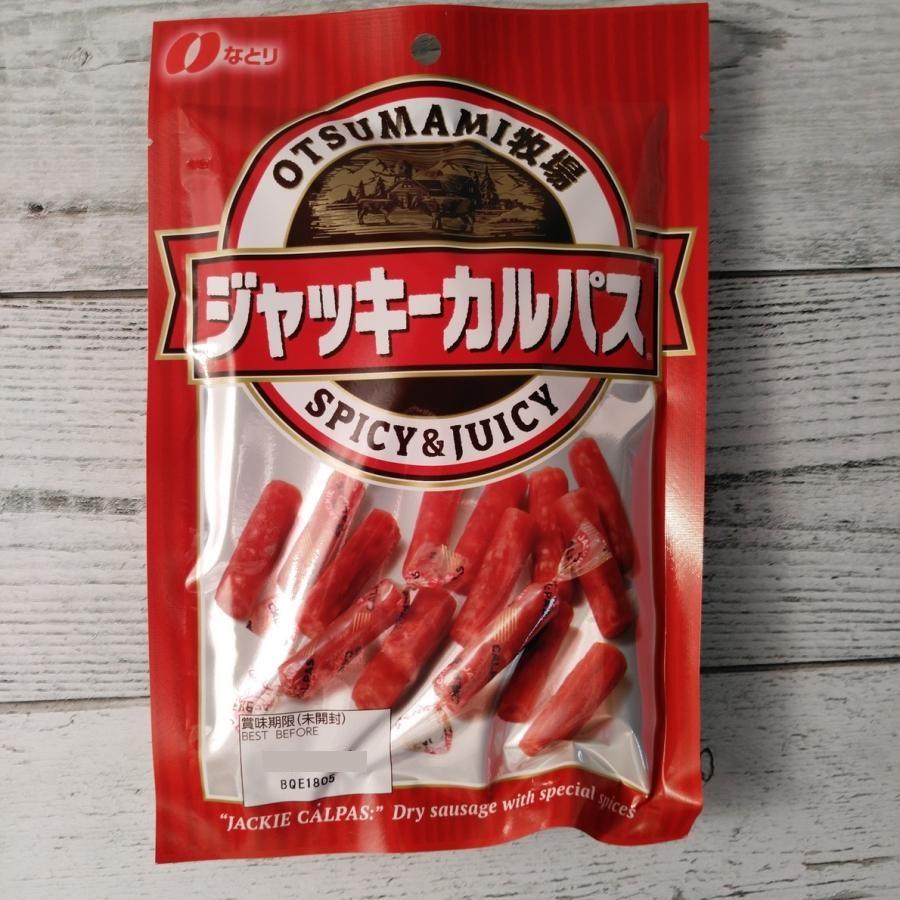 なとり
OTSUMAMI牧場
ジャッキーカルパス
SPICY & JUICY
賞味期限(未開封)
BEST BEFORE
BQE1805
"JACKIE CALPAS:" Dry sausage with special spices